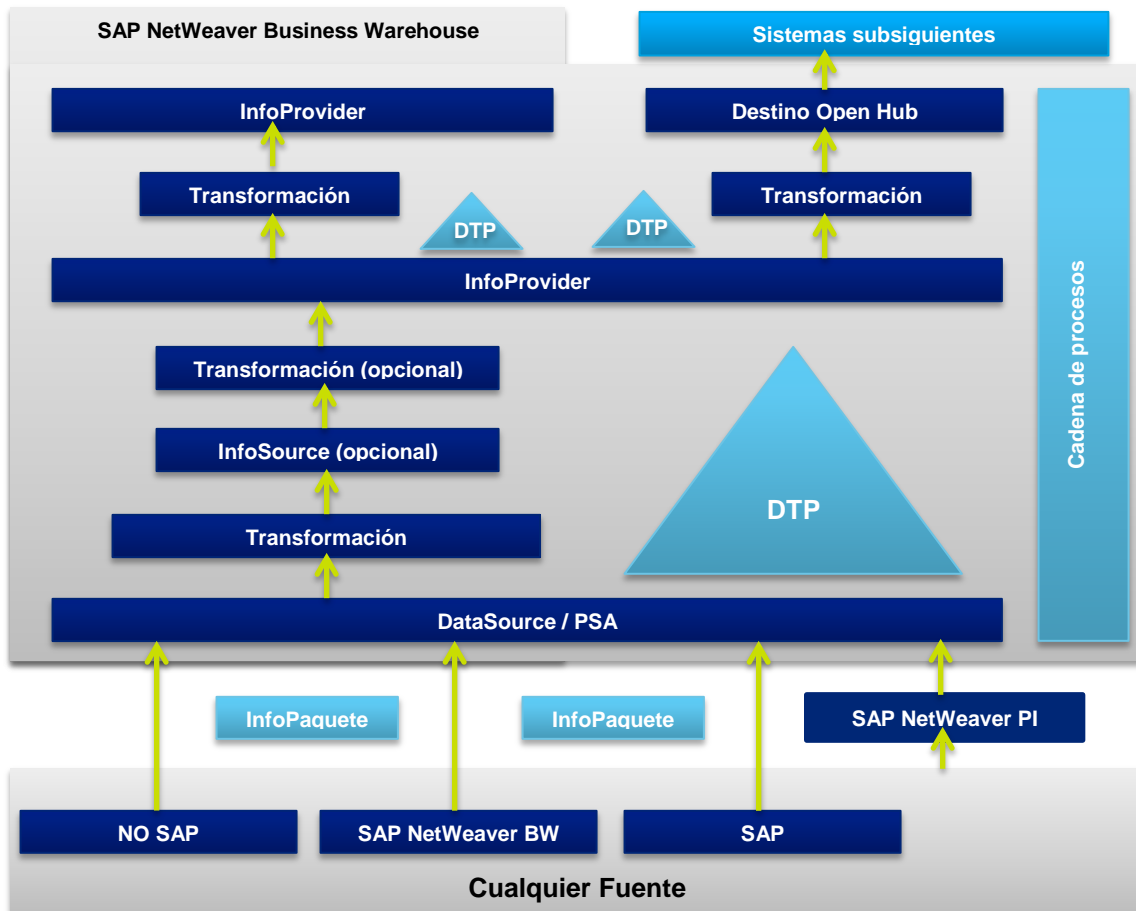 SAP NetWeaver Business Warehouse
Sistemas subsiguientes
InfoProvider
Destino Open Hub
Transformación
Transformación
DTP
DTP
InfoProvider
Cadena de procesos
Transformación (opcional)
InfoSource (opcional)
DTP
Transformación
DataSource / PSA
InfoPaquete
InfoPaquete
SAP NetWeaver PI
NO SAP
SAP NetWeaver BW
SAP
Cualquier Fuente